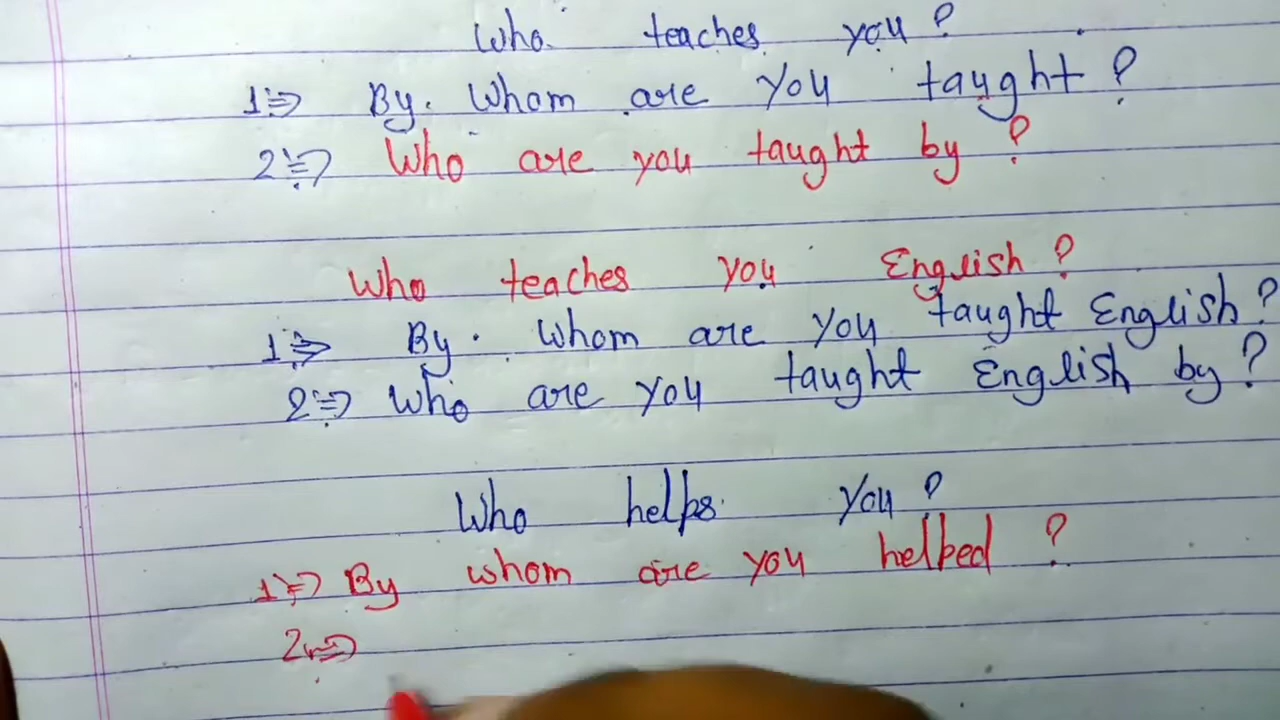 Who teaches you?
1⇒ By whom are you taught?
2⇒ Who are you taught by?
Who teaches you English?
1⇒ By whom are you taught English?
2⇒ Who are you taught English by?
Who helps you?
1⇒ By whom are you helped?
2⇒